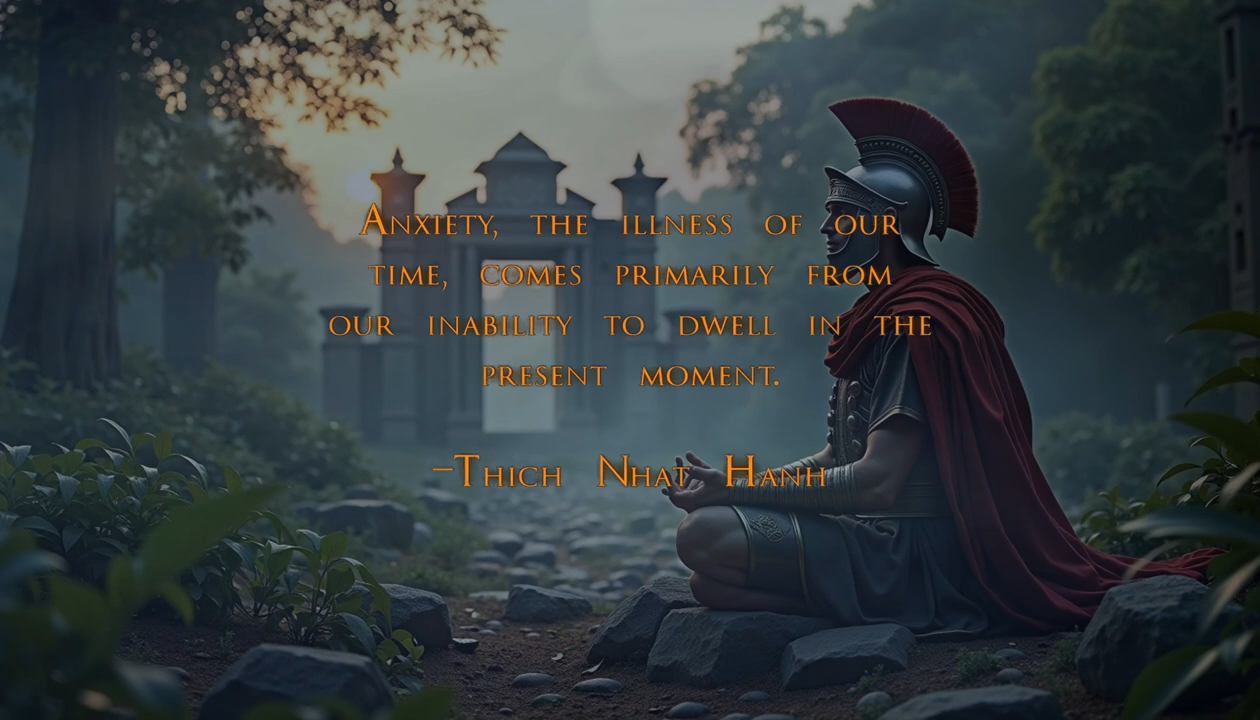 Anxiety, the illness of our
time, comes primarily from
our inability to dwell in the
present moment.
–Thich Nhat Hanh